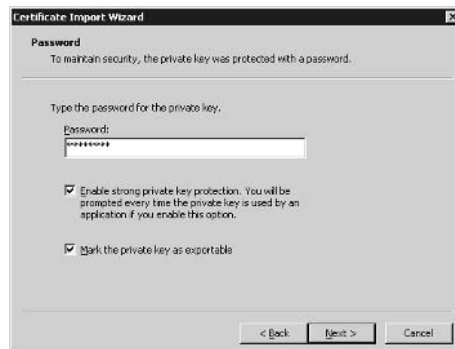 Certificate Import Wizard
Password
To maintain security, the private key was protected with a password.
Type the password for the private key.
Password:
*********
Enable strong private key protection. You will
be prompted every time the private key is used by an
application if you enable this option.
Mark the private key as exportable
< Back Next > Cancel